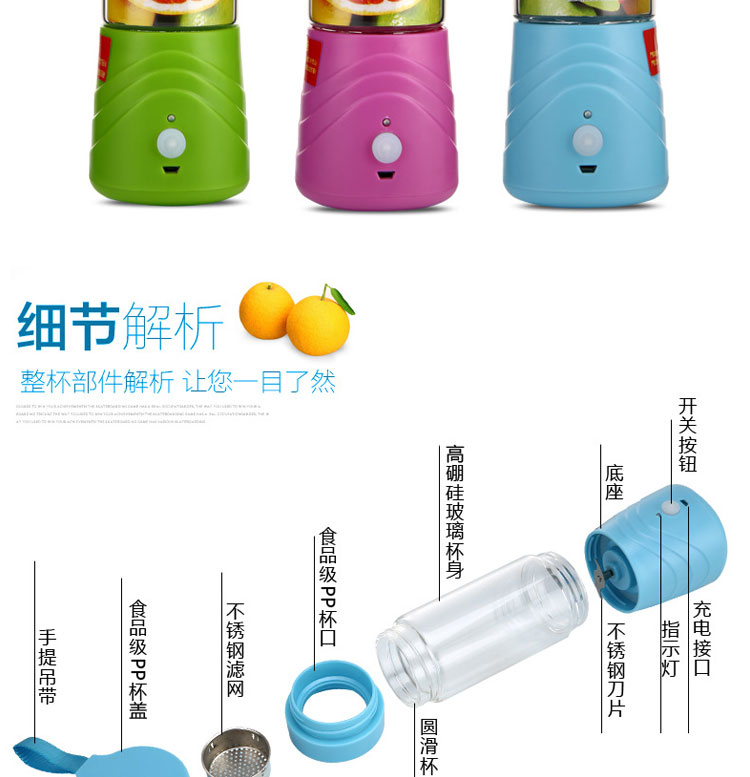 细节解析
整杯部件解析 让您一目了然
开关按钮
高硼硅玻璃杯身
底座
食品级PP杯口
食品级PP杯盖
不锈钢滤网
手提吊带
充电接口
指示灯
不锈钢刀片
圆滑杯